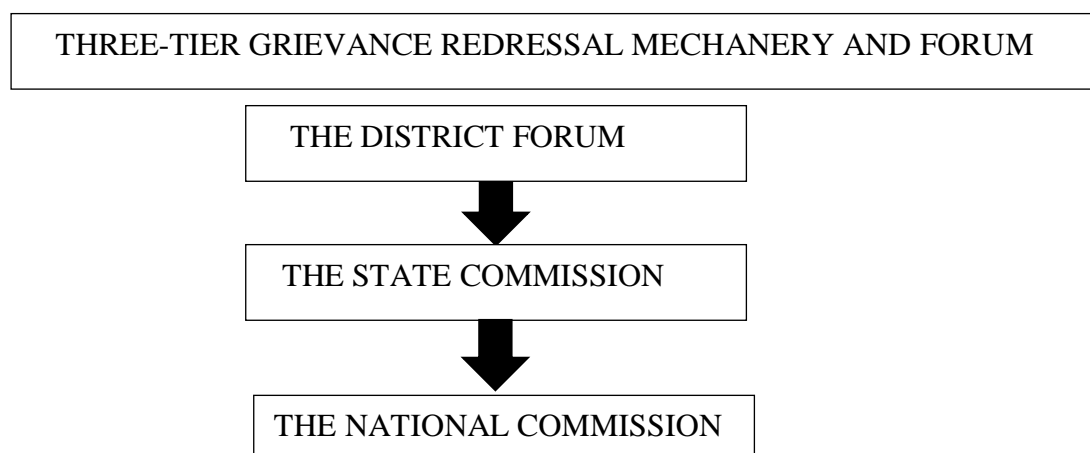 THREE-TIER GRIEVANCE REDRESSAL MECHANERY AND FORUM
THE DISTRICT FORUM
THE STATE COMMISSION
THE NATIONAL COMMISSION